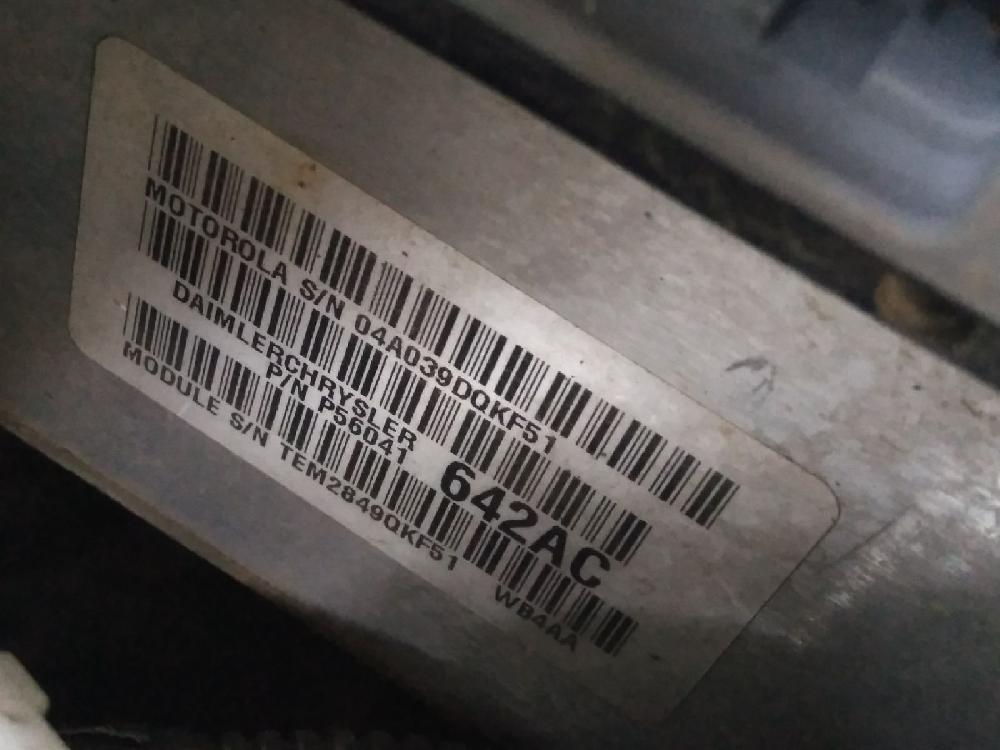 MOTOROLA S/N 04A039DQKF51
DAIMLERCHRYSLER
P/N P56041 642AC
MODULE S/N TEM2849QKF51 WB4AA